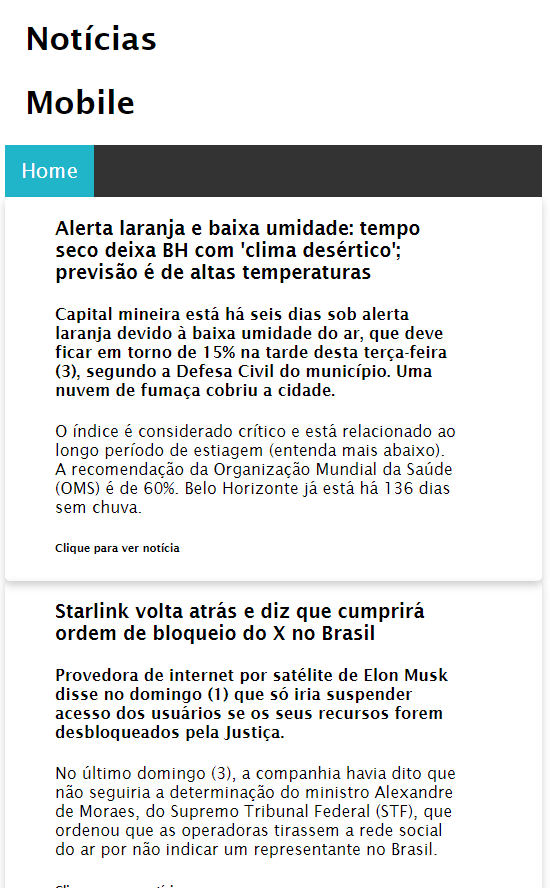 Notícias
Mobile
Home
Alerta laranja e baixa umidade: tempo
seco deixa BH com 'clima desértico';
previsão é de altas temperaturas
Capital mineira está há seis dias sob alerta
laranja devido à baixa umidade do ar, que deve
ficar em torno de 15% na tarde desta terça-feira
(3), segundo a Defesa Civil do município. Uma
nuvem de fumaça cobriu a cidade.
O índice é considerado crítico e está relacionado ao
longo período de estiagem (entenda mais abaixo).
A recomendação da Organização Mundial da Saúde
(OMS) é de 60%. Belo Horizonte já está há 136 dias
sem chuva.
Clique para ver notícia
Starlink volta atrás e diz que cumprirá
ordem de bloqueio do X no Brasil
Provedora de internet por satélite de Elon Musk
disse no domingo (1) que só iria suspender
acesso dos usuários se os seus recursos forem
desbloqueados pela Justiça.
No último domingo (3), a companhia havia dito que
não seguiria a determinação do ministro Alexandre
de Moraes, do Supremo Tribunal Federal (STF), que
ordenou que as operadoras tirassem a rede social
do ar por não indicar um representante no Brasil.